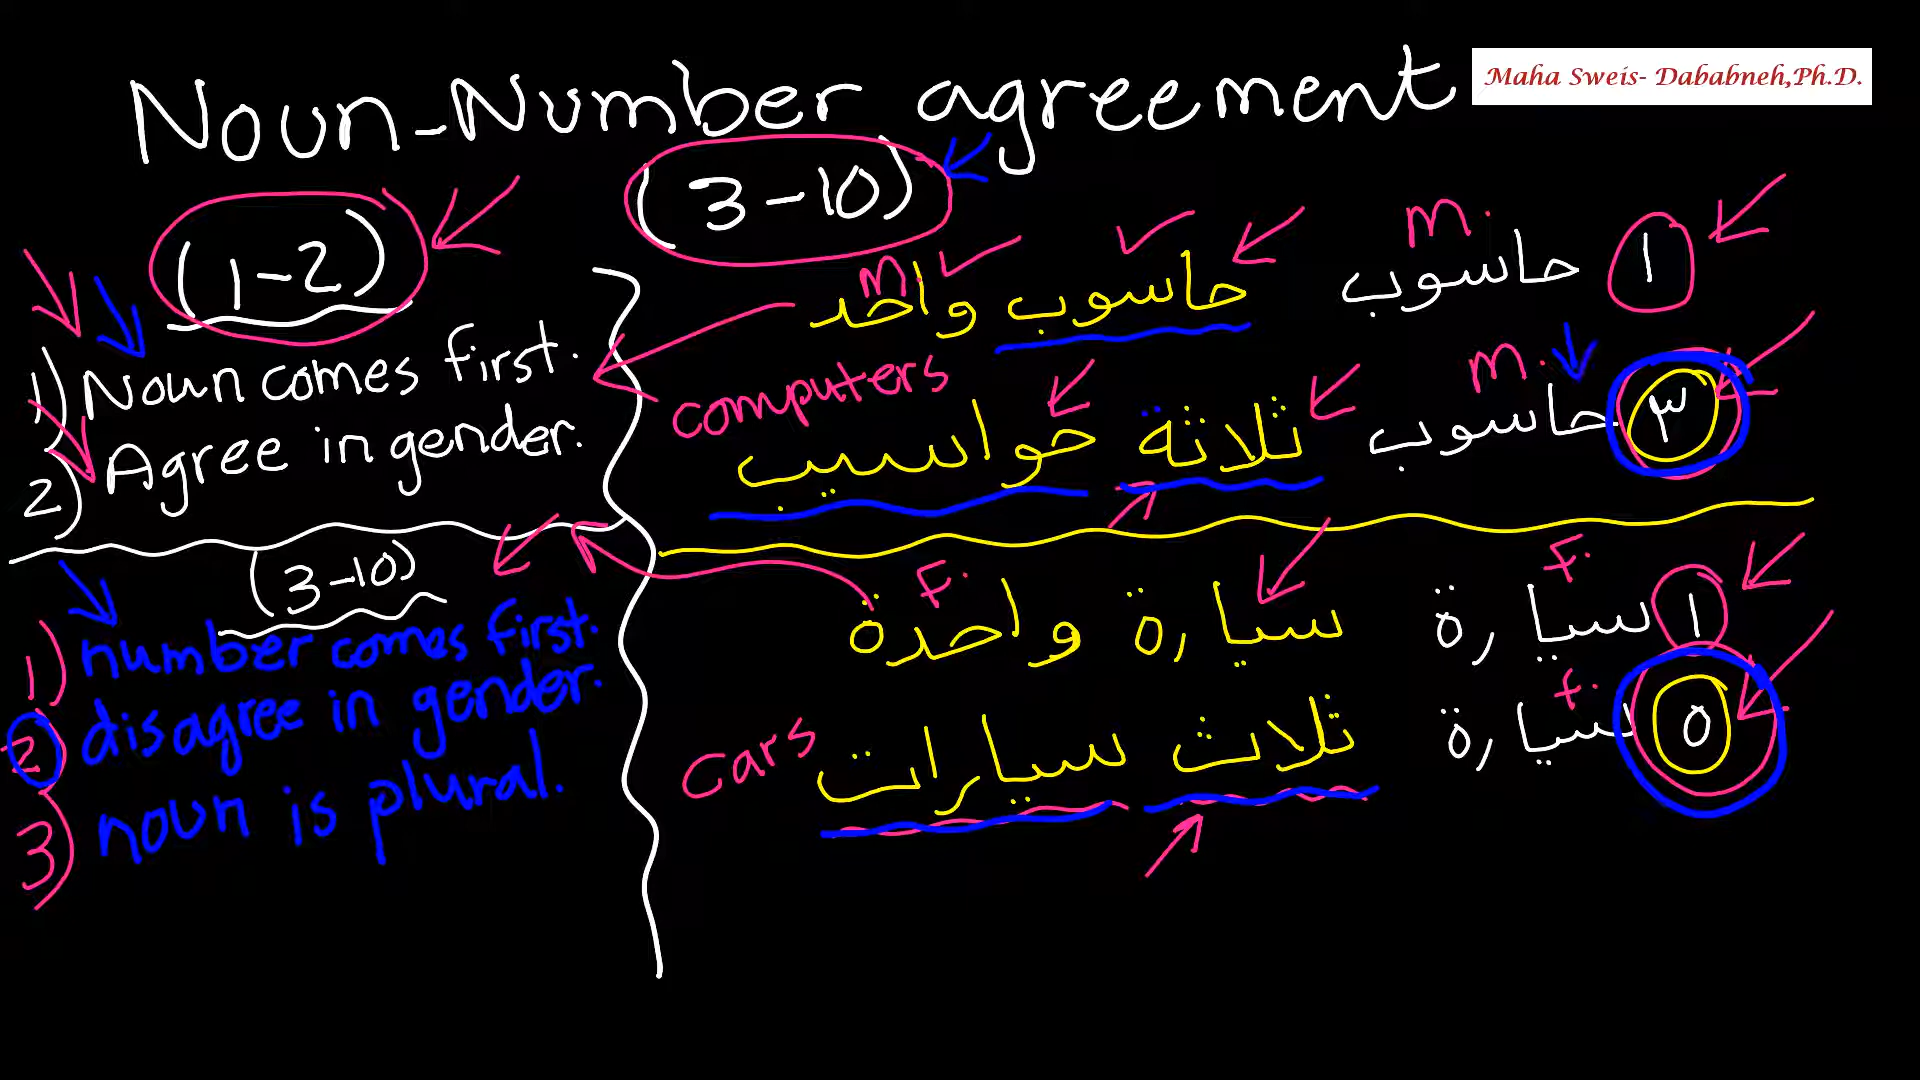 Noun-Number agreement
Maha Sweis- Dababneh,Ph.D.
(3-10)
(1-2)
1) Noun comes first.
2) Agree in gender.
(3-10)
1) number comes first.
2) disagree in gender.
3) noun is plural.
m.
١ حاسوب
m.
حاسوب واحد
m.
٣ حاسوب
ثلاثة حواسيب
computers
F.
١ سيارة
F.
سيارة واحدة
f.
٥ سيارة
ثلاث سيارات
cars